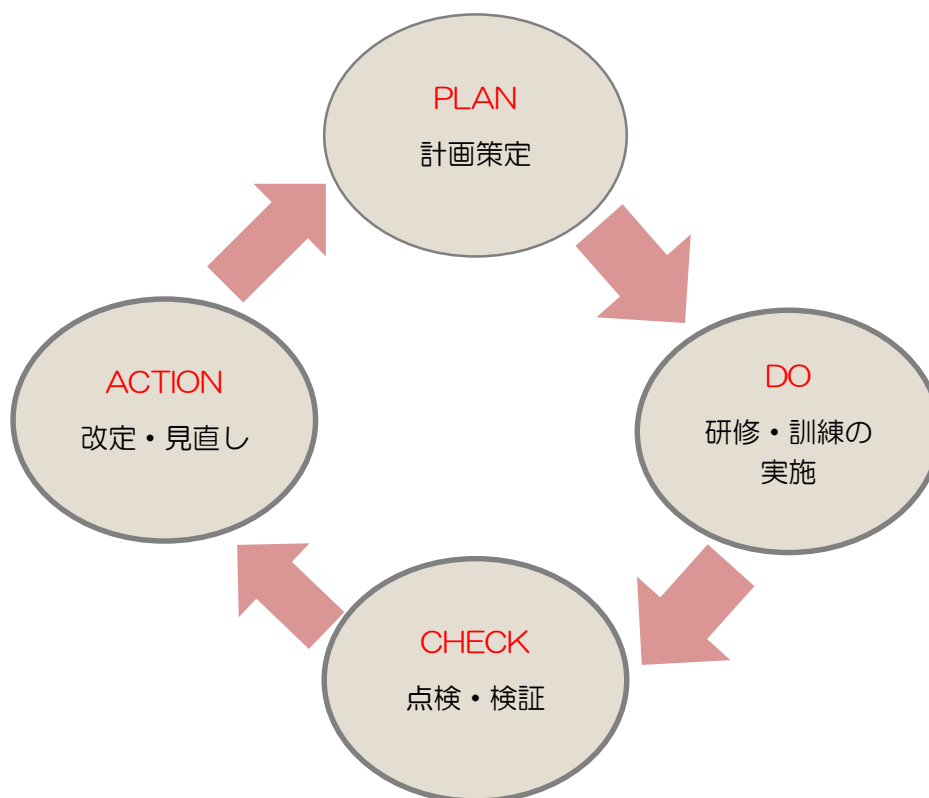 PLAN
計画策定
ACTION
改定・見直し
DO
研修・訓練の
実施
CHECK
点検・検証